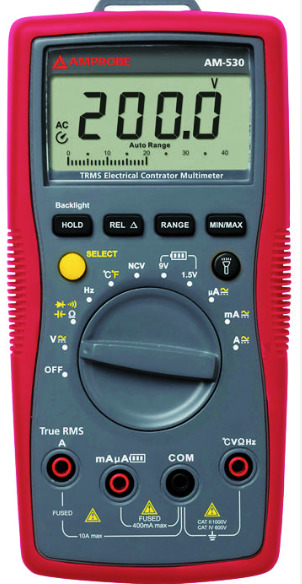 AMPROBE AM-530
V
AC 200.0
Auto Range
0 10 20 30 40
TRMS Electrical Contrator Multimeter
Backlight
HOLD REL Δ RANGE MIN/MAX
SELECT
Hz °C°F NCV 9V 1.5V
Ω
V
OFF
µA
mA
A
True RMS
A mAµA COM °CVΩHz
FUSED
FUSED
400mA max
10A max
CAT III 1000V
CAT IV 600V